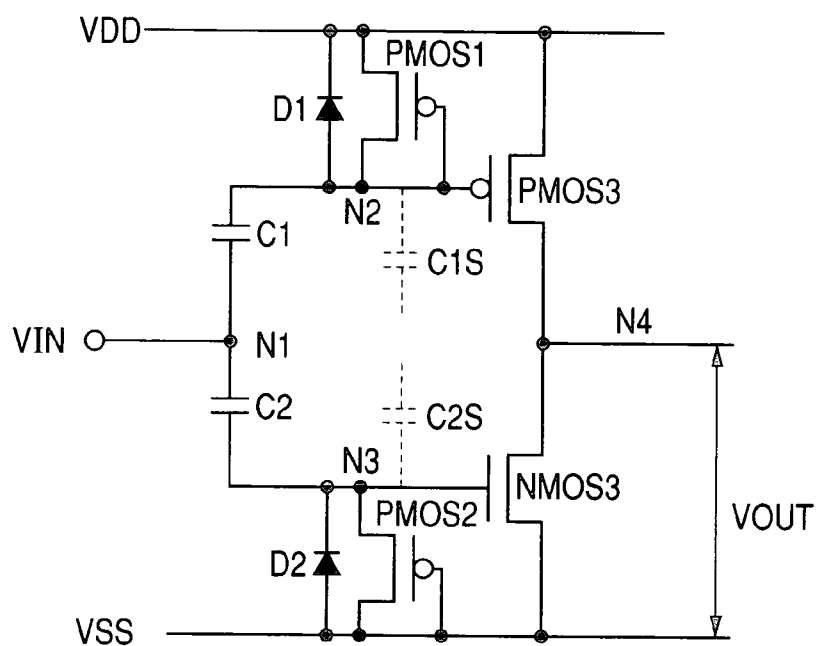 VDD
PMOS1
D1
N2
PMOS3
C1
C1S
VIN
N1
N4
C2
C2S
N3
PMOS2
NMOS3
D2
VOUT
VSS